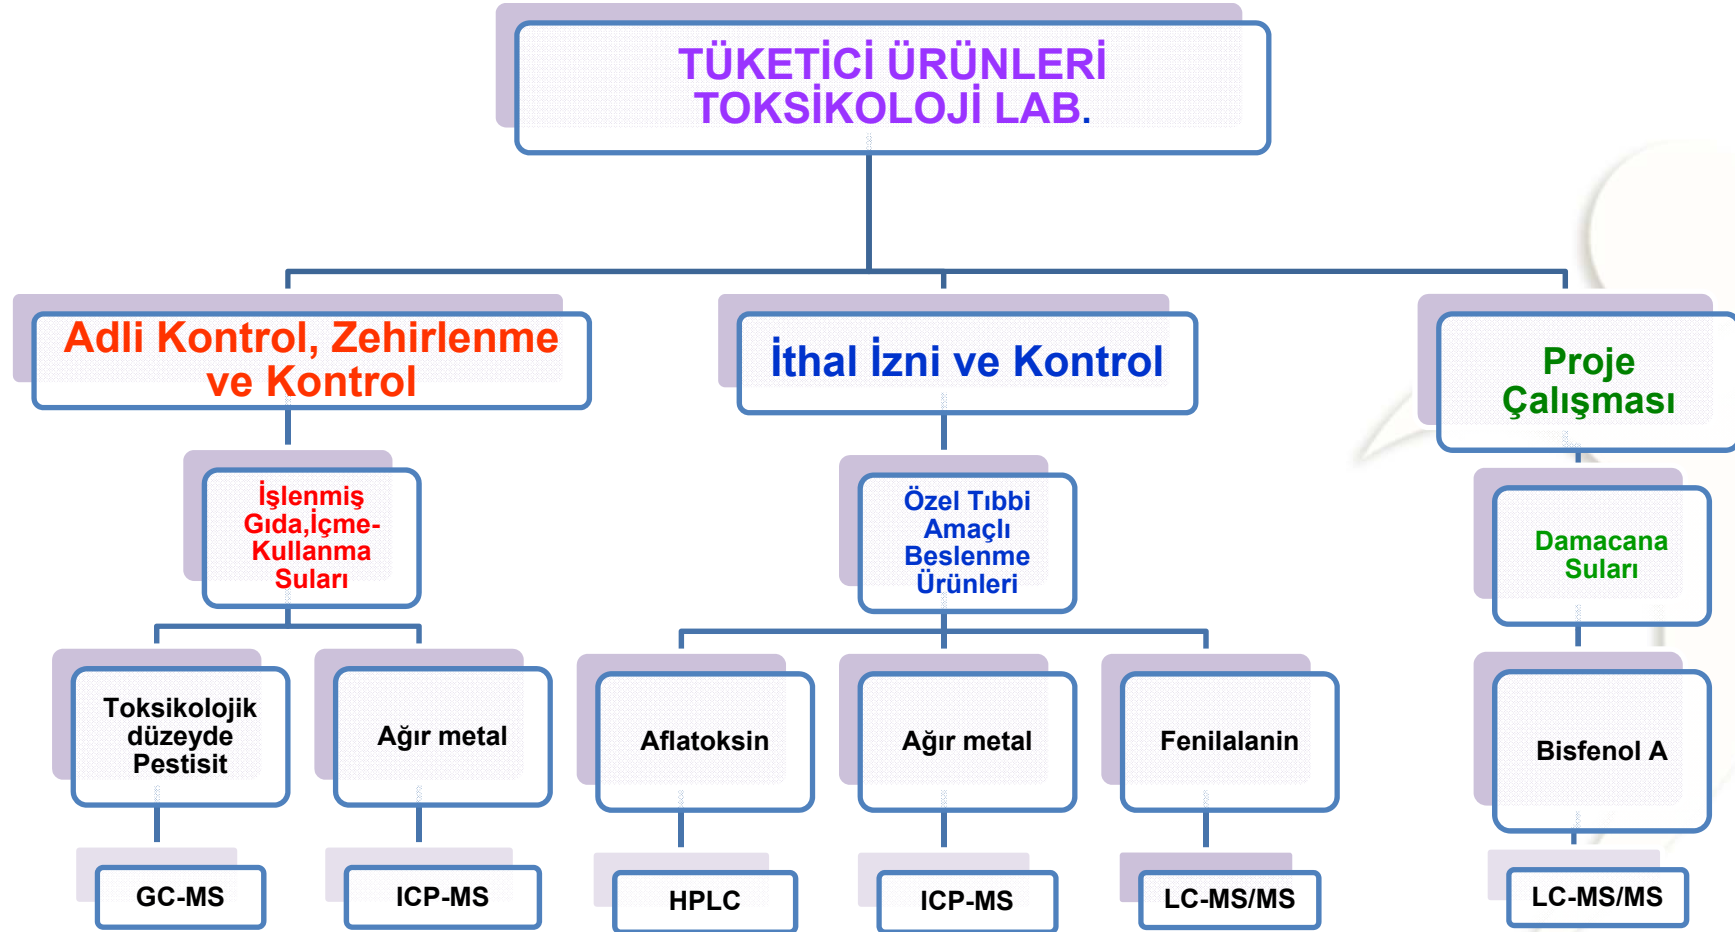 TÜKETİCİ ÜRÜNLERİ
TOKSİKOLOJİ LAB.
Adli Kontrol, Zehirlenme
ve Kontrol
İthal İzni ve Kontrol
Proje
Çalışması
İşlenmiş
Gıda,İçme-
Kullanma
Suları
Özel Tıbbi
Amaçlı
Beslenme
Ürünleri
Damacana
Suları
Toksikolojik
düzeyde
Pestisit
Ağır metal
Aflatoksin
Ağır metal
Fenilalanin
Bisfenol A
GC-MS
ICP-MS
HPLC
ICP-MS
LC-MS/MS
LC-MS/MS